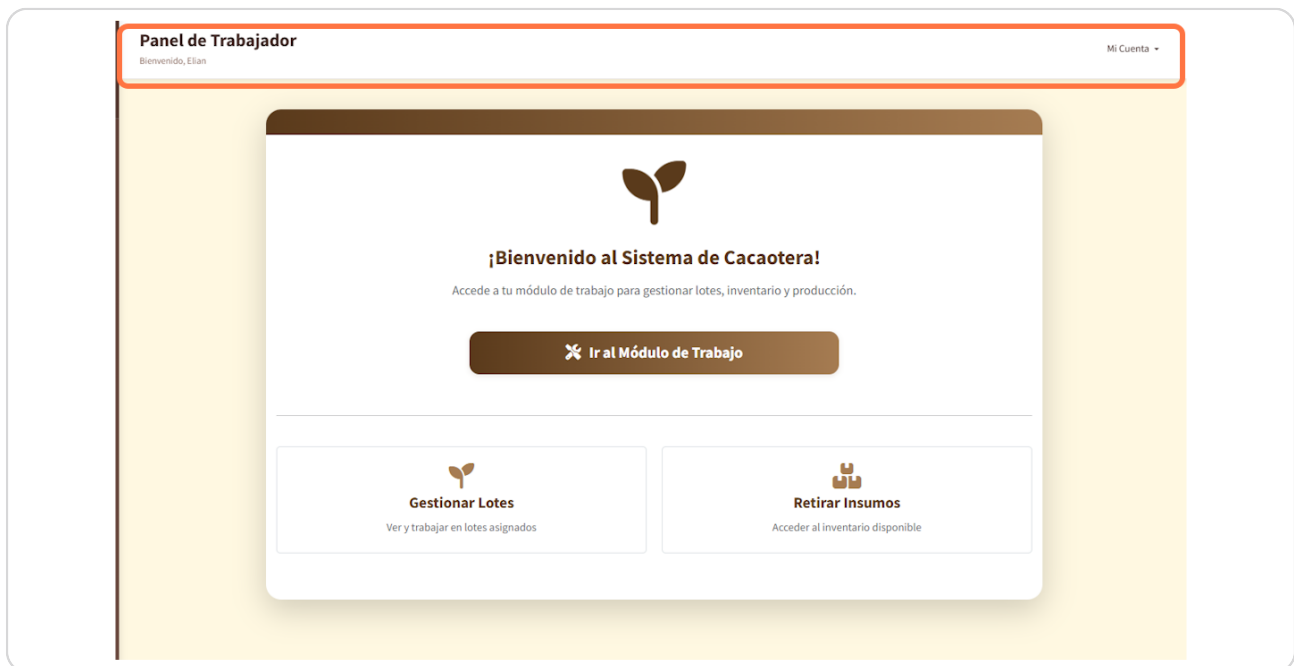 Panel de Trabajador
Bienvenido, Elian
Mi Cuenta
¡Bienvenido al Sistema de Cacaotera!
Accede a tu módulo de trabajo para gestionar lotes, inventario y producción.
Ir al Módulo de Trabajo
Gestionar Lotes
Ver y trabajar en lotes asignados
Retirar Insumos
Acceder al inventario disponible